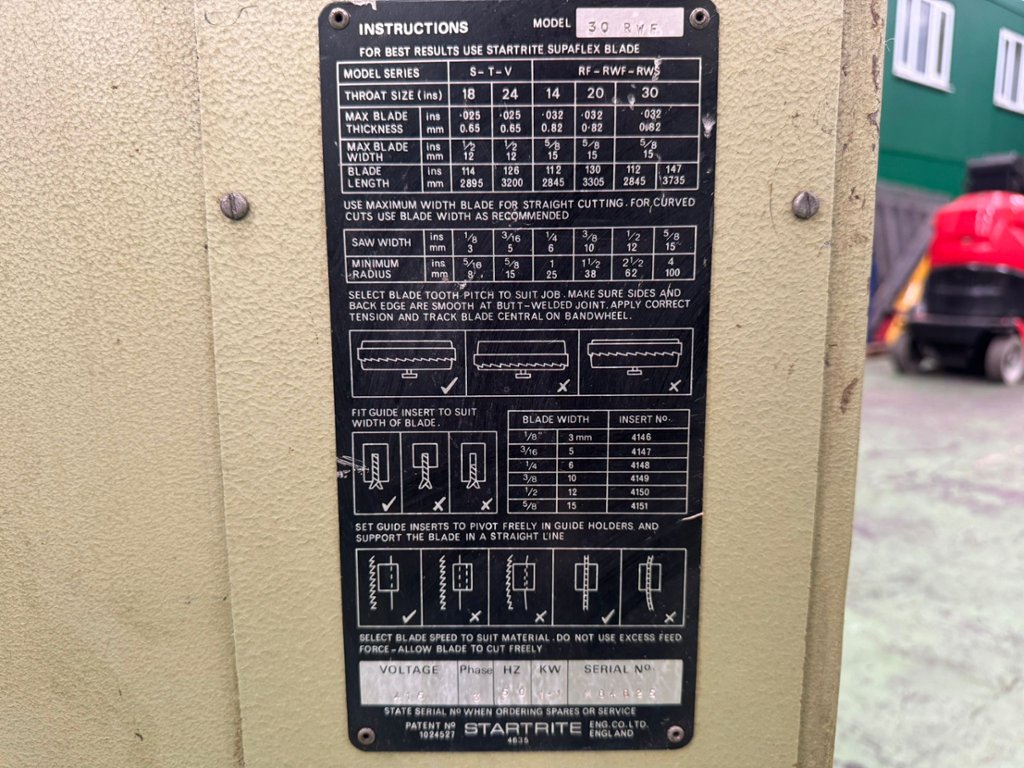 INSTRUCTIONS MODEL 30 RWF
FOR BEST RESULTS USE STARTRITE SUPAFLEX BLADE
MODEL SERIES S-T-V RF-RWF-RWS
THROAT SIZE (ins) 18 24 14 20 30
MAX BLADE THICKNESS ins ·025 ·025 ·032 ·032 ·032
mm 0.65 0.65 0.82 0·82 0·82
MAX BLADE WIDTH ins 1/2 1/2 5/8 5/8 5/8
mm 12 12 15 15 15
BLADE LENGTH ins 114 126 112 130 112 147
mm 2895 3200 2845 3305 2845 3735
USE MAXIMUM WIDTH BLADE FOR STRAIGHT CUTTING. FOR CURVED
CUTS USE BLADE WIDTH AS RECOMMENDED
SAW WIDTH ins 1/8 3/16 1/4 3/8 1/2 5/8
mm 3 5 6 10 12 15
MINIMUM RADIUS ins 5/16 5/8 1 1 1/2 2 1/2 4
mm 8 15 25 38 62 100
SELECT BLADE TOOTH PITCH TO SUIT JOB. MAKE SURE SIDES AND
BACK EDGE ARE SMOOTH AT BUTT-WELDED JOINT. APPLY CORRECT
TENSION AND TRACK BLADE CENTRAL ON BANDWHEEL.
FIT GUIDE INSERT TO SUIT
WIDTH OF BLADE.
BLADE WIDTH INSERT No.
1/8" 3 mm 4146
3/16 5 4147
1/4 6 4148
3/8 10 4149
1/2 12 4150
5/8 15 4151
SET GUIDE INSERTS TO PIVOT FREELY IN GUIDE HOLDERS AND
SUPPORT THE BLADE IN A STRAIGHT LINE
SELECT BLADE SPEED TO SUIT MATERIAL. DO NOT USE EXCESS FEED
FORCE - ALLOW BLADE TO CUT FREELY
VOLTAGE Phase HZ KW SERIAL No.
3 50
STATE SERIAL No WHEN ORDERING SPARES OR SERVICE
PATENT No 1024527 STARTRITE ENG. CO. LTD. ENGLAND
4635